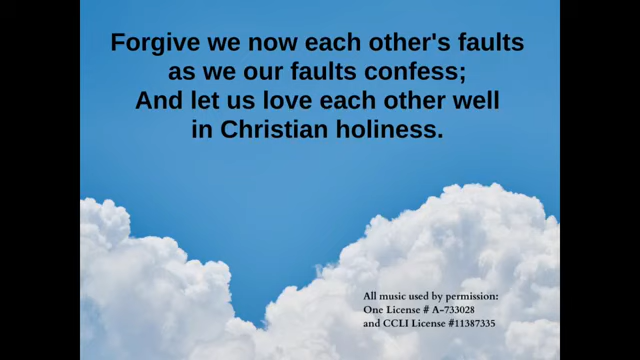 Forgive we now each other's faults
as we our faults confess;
And let us love each other well
in Christian holiness.
All music used by permission:
One License # A-733028
and CCLI License #11387335